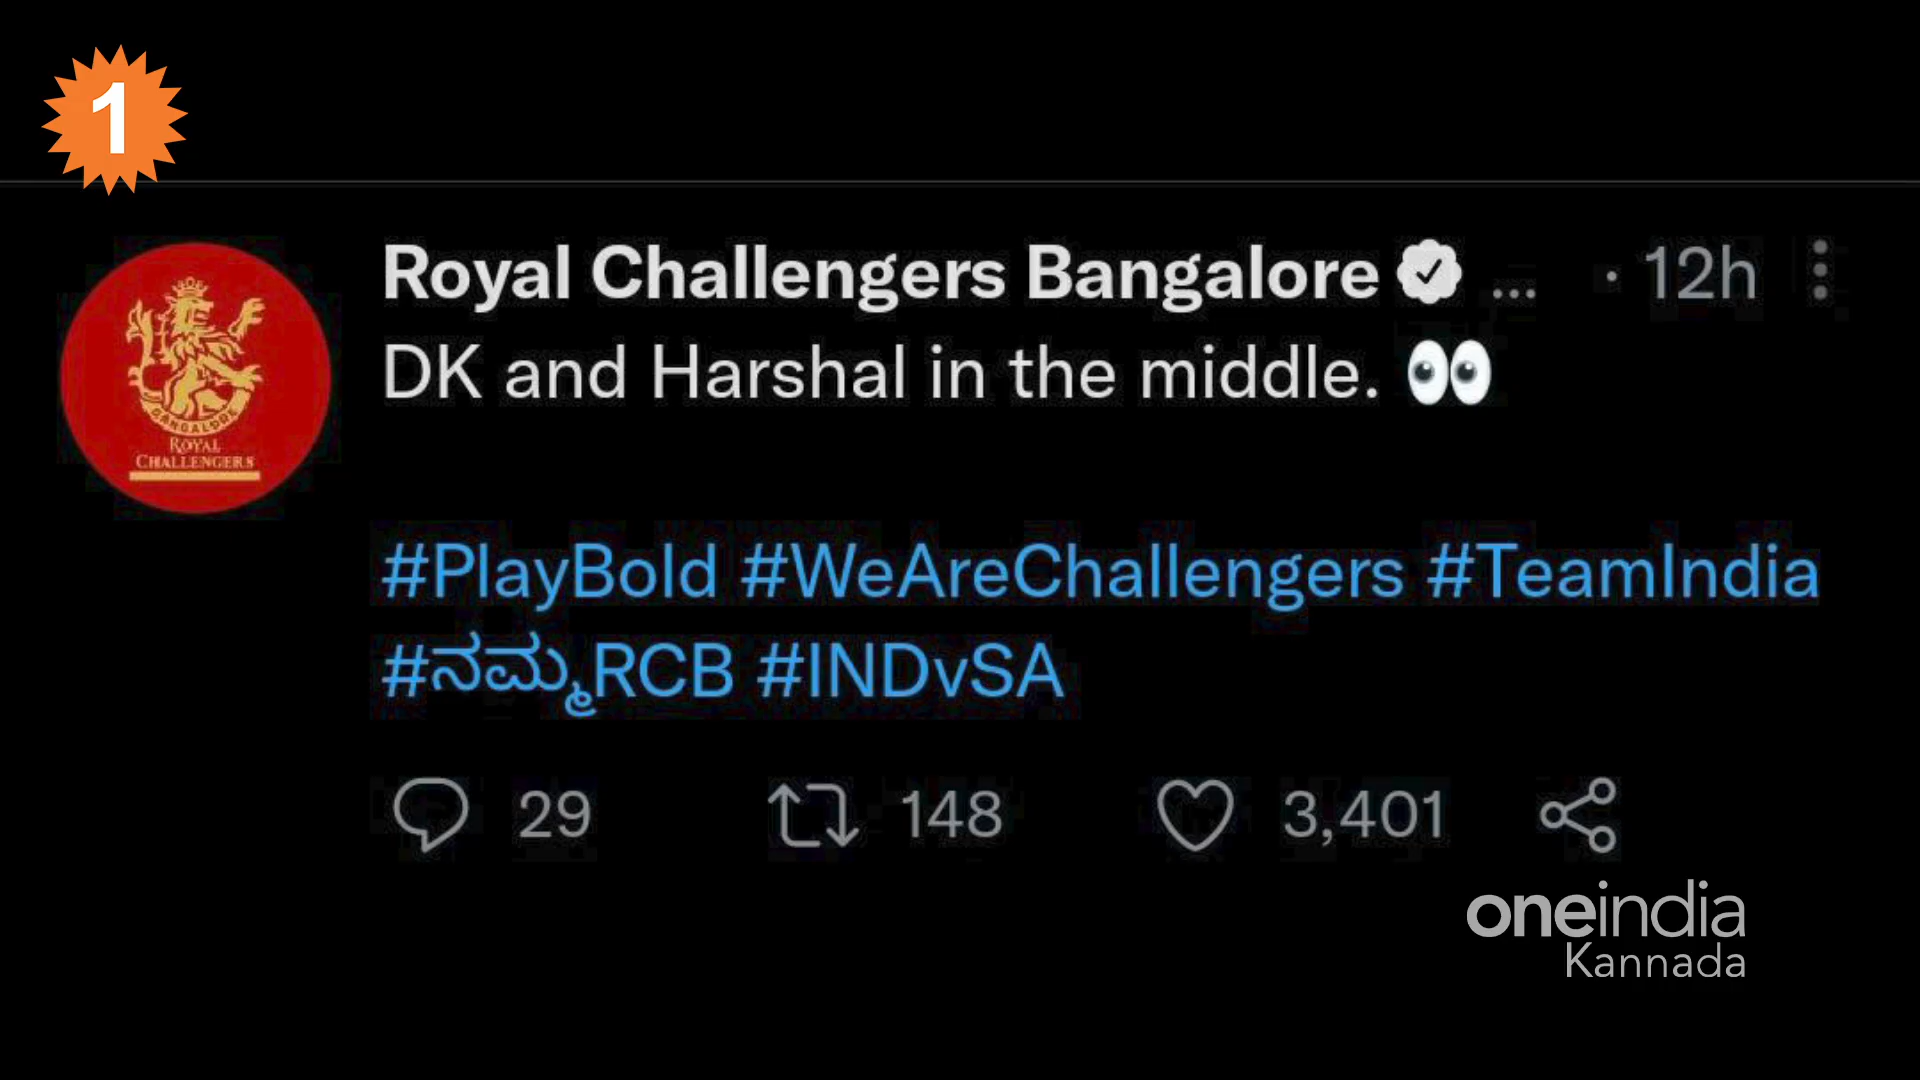 1
Royal Challengers Bangalore ... · 12h
DK and Harshal in the middle. 👀
BANGALORE
ROYAL
CHALLENGERS
#PlayBold #WeAreChallengers #TeamIndia
#ನಮ್ಮRCB #INDvSA
29 148 3,401
oneindia
Kannada